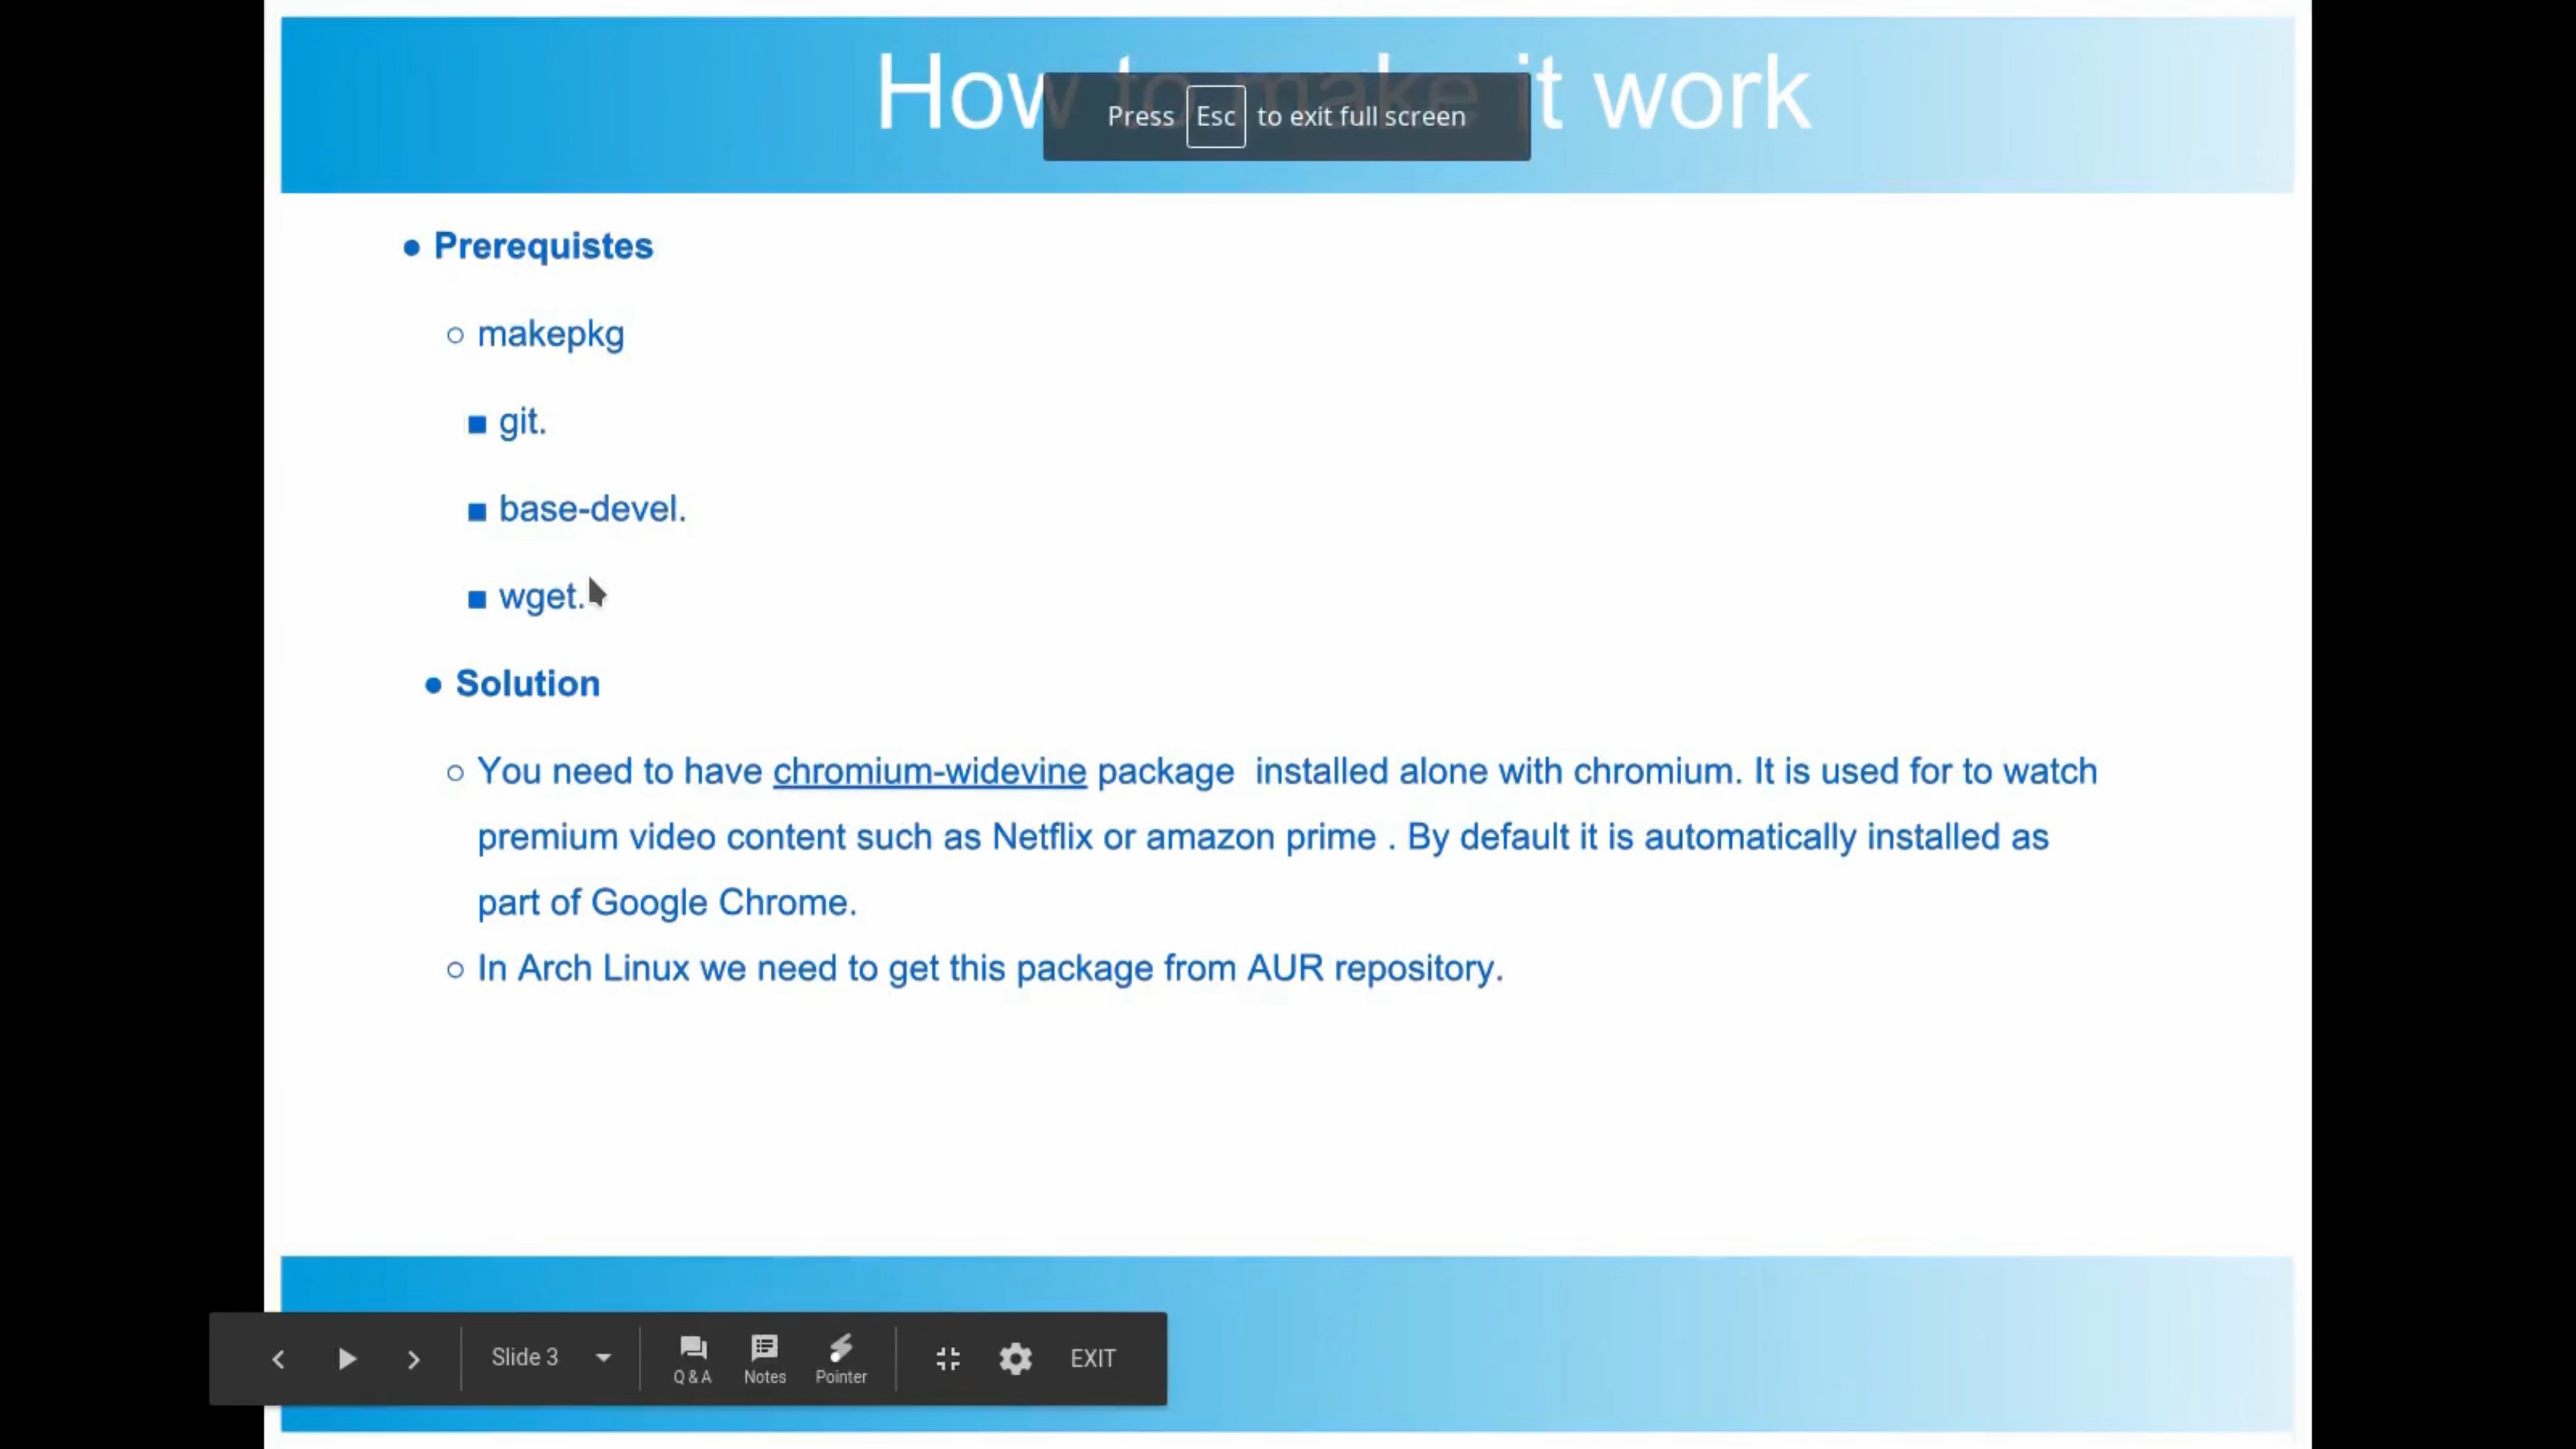 How to make it work
Press Esc to exit full screen
● Prerequistes
○ makepkg
■ git.
■ base-devel.
■ wget.
● Solution
○ You need to have chromium-widevine package  installed alone with chromium. It is used for to watch
premium video content such as Netflix or amazon prime . By default it is automatically installed as
part of Google Chrome.
○ In Arch Linux we need to get this package from AUR repository.
Slide 3
Q & A
Notes
Pointer
EXIT